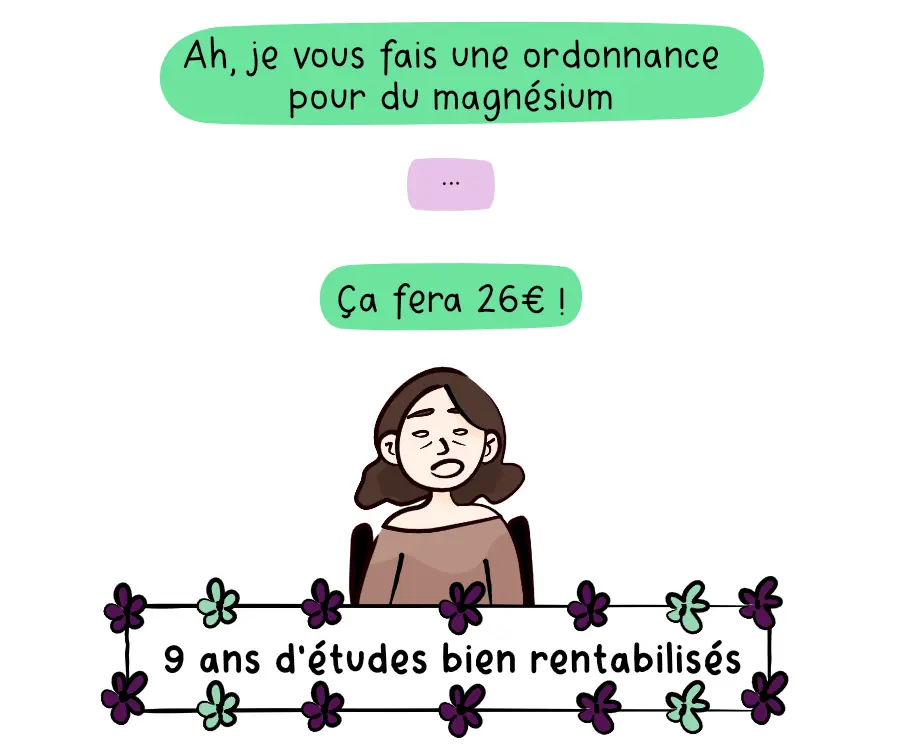 Ah, je vous fais une ordonnance
pour du magnésium
...
Ça fera 26€ !
9 ans d'études bien rentabilisés